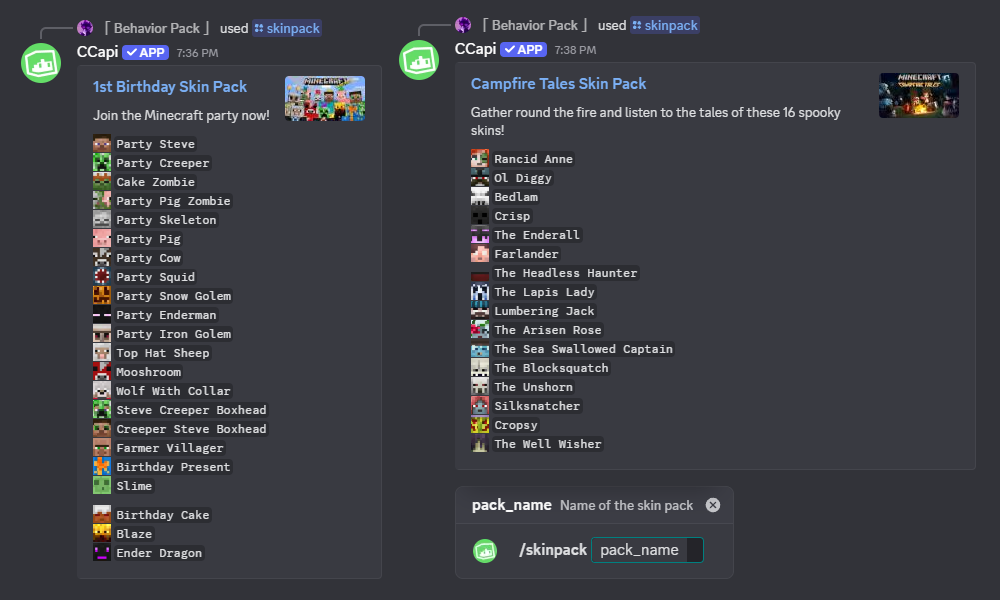 [ Behavior Pack ] used skinpack
CCapi ✓ APP 7:36 PM
1st Birthday Skin Pack
MINECRAFT
Join the Minecraft party now!
Party Steve
Party Creeper
Cake Zombie
Party Pig Zombie
Party Skeleton
Party Pig
Party Cow
Party Squid
Party Snow Golem
Party Enderman
Party Iron Golem
Top Hat Sheep
Mooshroom
Wolf With Collar
Steve Creeper Boxhead
Creeper Steve Boxhead
Farmer Villager
Birthday Present
Slime
Birthday Cake
Blaze
Ender Dragon
[ Behavior Pack ] used skinpack
CCapi ✓ APP 7:38 PM
Campfire Tales Skin Pack
MINECRAFT
CAMPFIRE TALES
Gather round the fire and listen to the tales of these 16 spooky
skins!
Rancid Anne
Ol Diggy
Bedlam
Crisp
The Enderall
Farlander
The Headless Haunter
The Lapis Lady
Lumbering Jack
The Arisen Rose
The Sea Swallowed Captain
The Blocksquatch
The Unshorn
Silksnatcher
Cropsy
The Well Wisher
pack_name Name of the skin pack
/skinpack pack_name